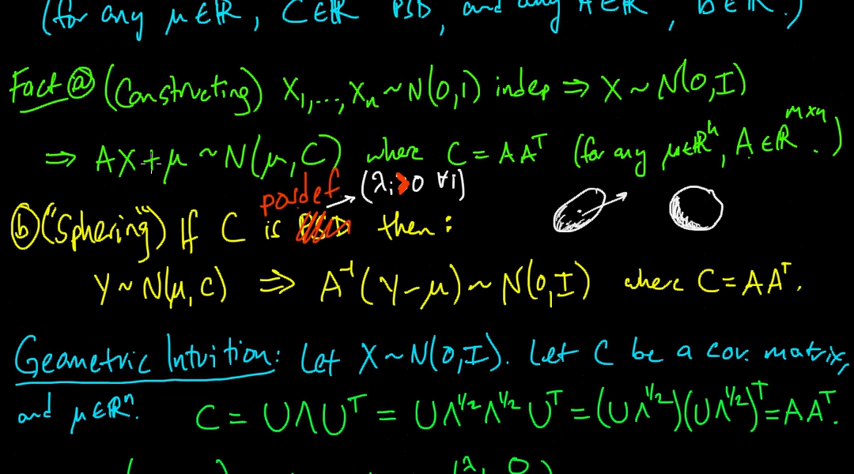 (for any μ∈ℝ, C∈ℝ PSD, and any A∈ℝ, b∈ℝ.)
Fact ⓐ (Constructing) X₁,...,Xₙ ~ N(0,1) indep ⇒ X ~ N(0,I)
⇒ AX+μ ~ N(μ,C) where C = AAᵀ (for any μ∈ℝⁿ, A∈ℝᵐˣⁿ.)
posdef (λᵢ>0 ∀i)
ⓑ ("Sphering") If C is PSD then:
Y ~ N(μ,C) ⇒ A⁻¹(Y-μ) ~ N(0,I) where C=AAᵀ.
Geometric Intuition: Let X ~ N(0,I). Let C be a cov. matrix,
and μ∈ℝⁿ. C = UΛUᵀ = UΛ^{1/2}Λ^{1/2}Uᵀ = (UΛ^{1/2})(UΛ^{1/2})ᵀ = AAᵀ.